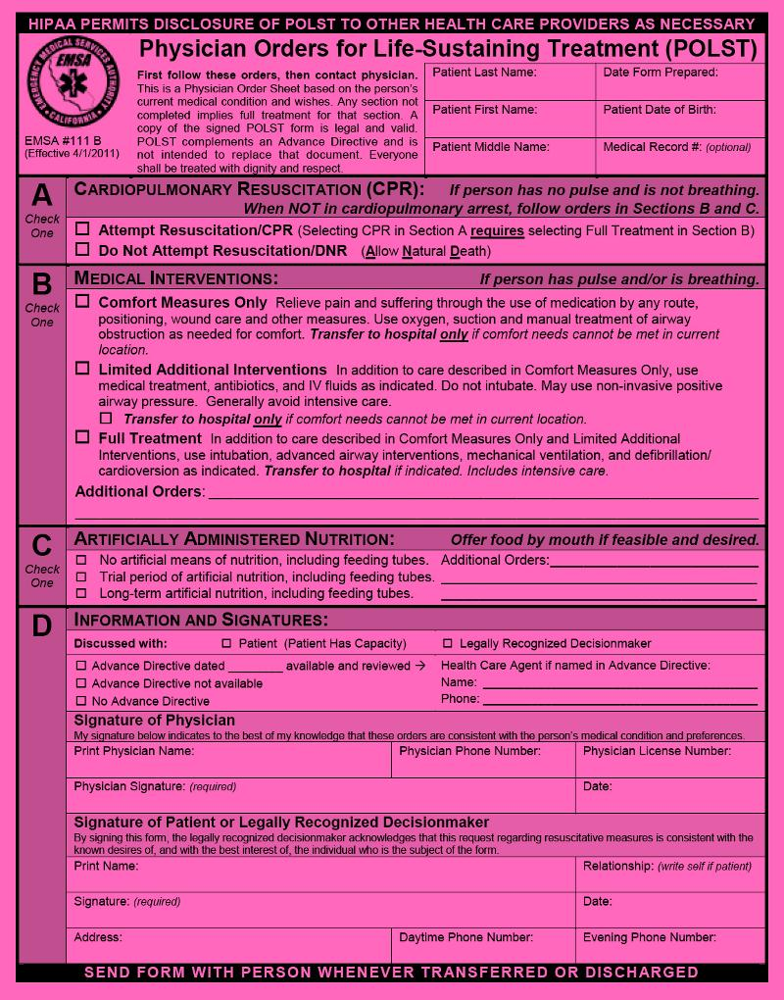 HIPAA PERMITS DISCLOSURE OF POLST TO OTHER HEALTH CARE PROVIDERS AS NECESSARY
EMERGENCY MEDICAL SERVICES AUTHORITY
EMSA
CALIFORNIA
EMSA #111 B
(Effective 4/1/2011)
Physician Orders for Life-Sustaining Treatment (POLST)
First follow these orders, then contact physician.
This is a Physician Order Sheet based on the person's
current medical condition and wishes. Any section not
completed implies full treatment for that section. A
copy of the signed POLST form is legal and valid.
POLST complements an Advance Directive and is
not intended to replace that document. Everyone
shall be treated with dignity and respect.
Patient Last Name:
Date Form Prepared:
Patient First Name:
Patient Date of Birth:
Patient Middle Name:
Medical Record #: (optional)
A
Check
One
CARDIOPULMONARY RESUSCITATION (CPR): If person has no pulse and is not breathing.
When NOT in cardiopulmonary arrest, follow orders in Sections B and C.
☐ Attempt Resuscitation/CPR (Selecting CPR in Section A requires selecting Full Treatment in Section B)
☐ Do Not Attempt Resuscitation/DNR (Allow Natural Death)
B
Check
One
MEDICAL INTERVENTIONS: If person has pulse and/or is breathing.
☐ Comfort Measures Only Relieve pain and suffering through the use of medication by any route,
positioning, wound care and other measures. Use oxygen, suction and manual treatment of airway
obstruction as needed for comfort. Transfer to hospital only if comfort needs cannot be met in current
location.
☐ Limited Additional Interventions In addition to care described in Comfort Measures Only, use
medical treatment, antibiotics, and IV fluids as indicated. Do not intubate. May use non-invasive positive
airway pressure. Generally avoid intensive care.
☐ Transfer to hospital only if comfort needs cannot be met in current location.
☐ Full Treatment In addition to care described in Comfort Measures Only and Limited Additional
Interventions, use intubation, advanced airway interventions, mechanical ventilation, and defibrillation/
cardioversion as indicated. Transfer to hospital if indicated. Includes intensive care.
Additional Orders:
C
Check
One
ARTIFICIALLY ADMINISTERED NUTRITION: Offer food by mouth if feasible and desired.
☐ No artificial means of nutrition, including feeding tubes. Additional Orders:
☐ Trial period of artificial nutrition, including feeding tubes.
☐ Long-term artificial nutrition, including feeding tubes.
D
INFORMATION AND SIGNATURES:
Discussed with: ☐ Patient (Patient Has Capacity) ☐ Legally Recognized Decisionmaker
☐ Advance Directive dated ________ available and reviewed →
☐ Advance Directive not available
☐ No Advance Directive
Health Care Agent if named in Advance Directive:
Name:
Phone:
Signature of Physician
My signature below indicates to the best of my knowledge that these orders are consistent with the person's medical condition and preferences.
Print Physician Name:
Physician Phone Number:
Physician License Number:
Physician Signature: (required)
Date:
Signature of Patient or Legally Recognized Decisionmaker
By signing this form, the legally recognized decisionmaker acknowledges that this request regarding resuscitative measures is consistent with the
known desires of, and with the best interest of, the individual who is the subject of the form.
Print Name:
Relationship: (write self if patient)
Signature: (required)
Date:
Address:
Daytime Phone Number:
Evening Phone Number:
SEND FORM WITH PERSON WHENEVER TRANSFERRED OR DISCHARGED